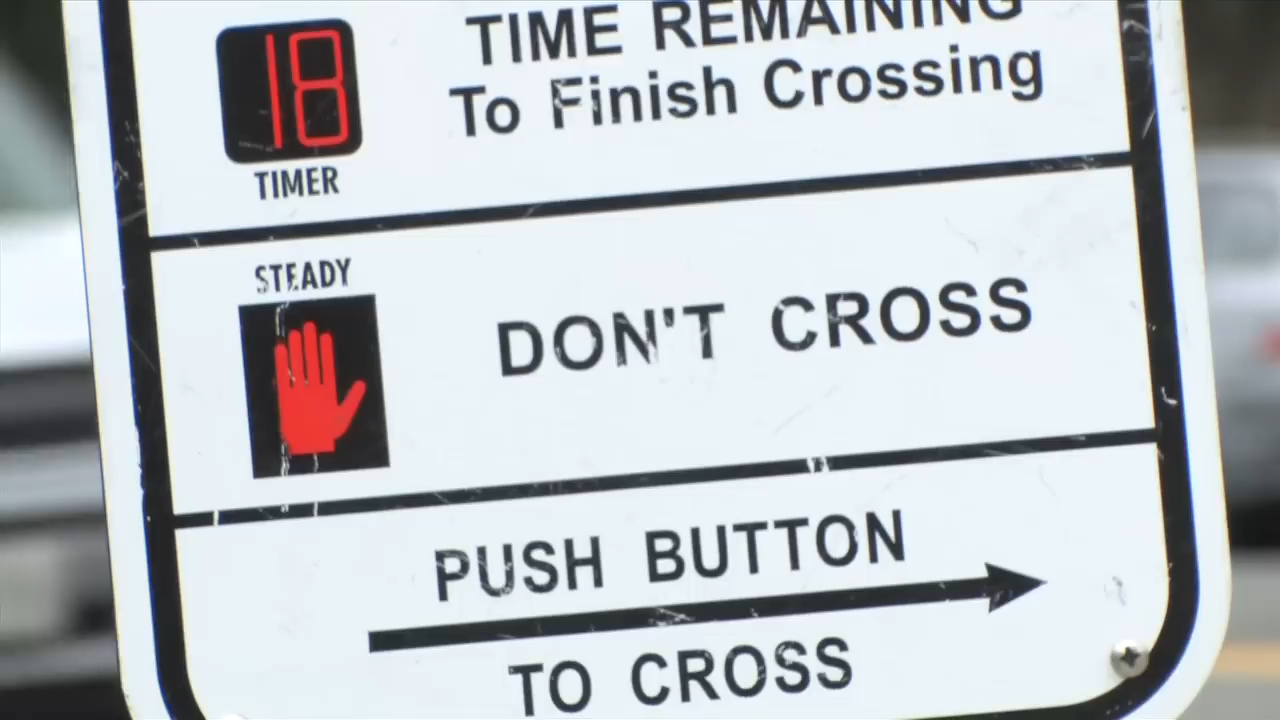 18
TIME REMAINING
To Finish Crossing
TIMER
STEADY
DON'T CROSS
PUSH BUTTON
TO CROSS